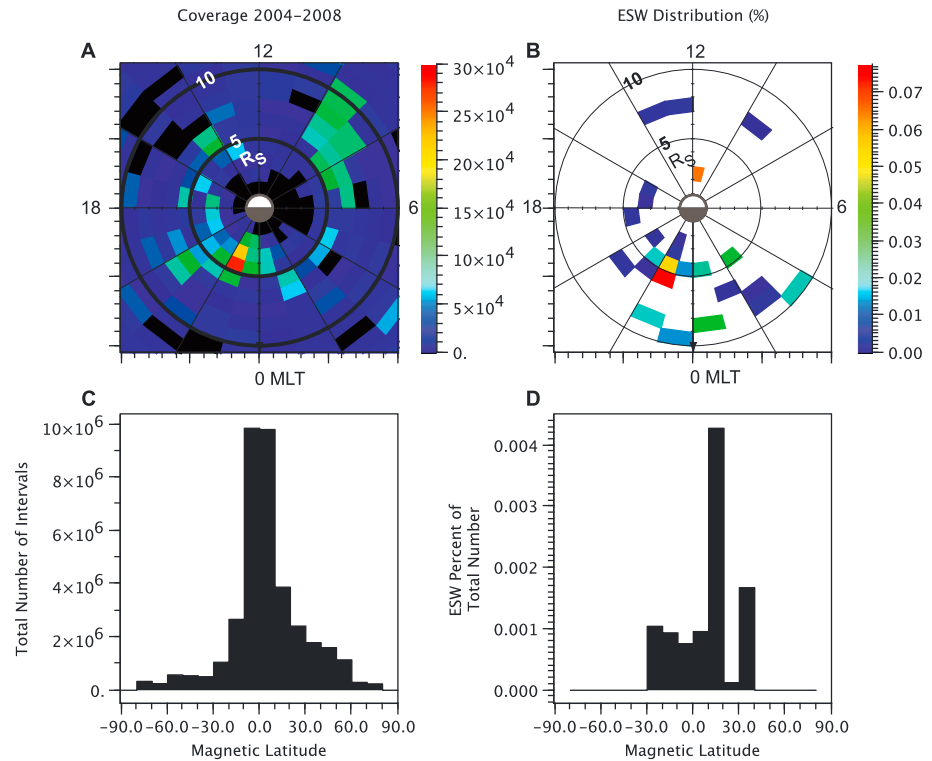 Coverage 2004–2008
ESW Distribution (%)
A
12
B
12
10
5
Rs
18
6
0 MLT
30×10⁴
25×10⁴
20×10⁴
15×10⁴
10×10⁴
5×10⁴
0.
10
5
Rs
18
6
0 MLT
0.07
0.06
0.05
0.04
0.03
0.02
0.01
0.00
C
D
Total Number of Intervals
10×10⁶
8×10⁶
6×10⁶
4×10⁶
2×10⁶
0.
-90.0 -60.0 -30.0 0.0 30.0 60.0 90.0
Magnetic Latitude
ESW Percent of
Total Number
0.004
0.003
0.002
0.001
0.000
-90.0 -60.0 -30.0 0.0 30.0 60.0 90.0
Magnetic Latitude